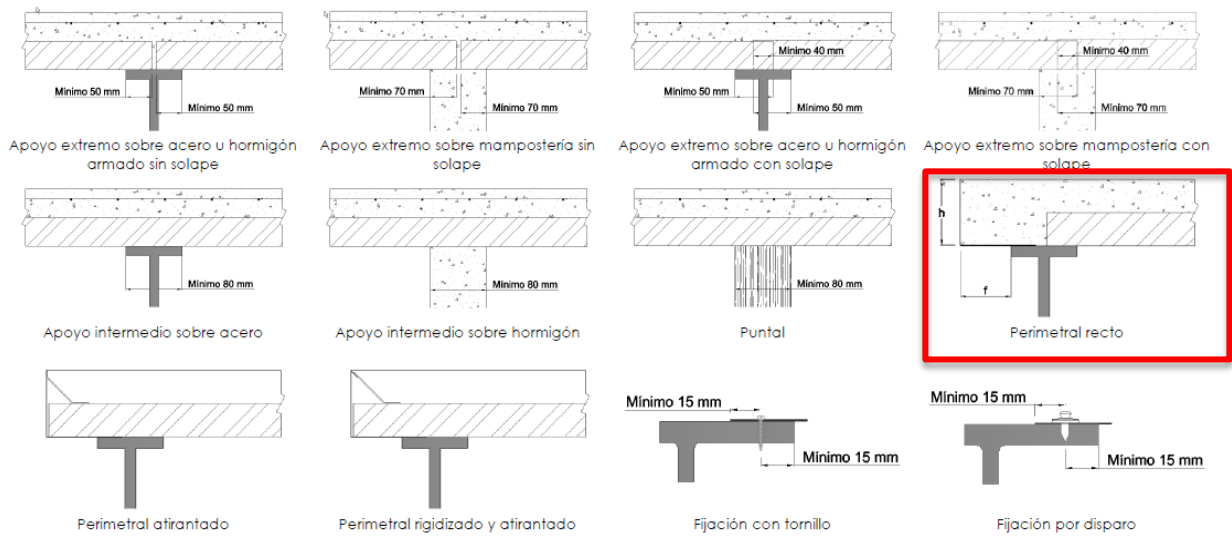 Mínimo 50 mm
Mínimo 50 mm
Apoyo extremo sobre acero u hormigón
armado sin solape
Mínimo 70 mm
Mínimo 70 mm
Apoyo extremo sobre mampostería sin
solape
Mínimo 40 mm
Mínimo 50 mm
Mínimo 50 mm
Apoyo extremo sobre acero u hormigón
armado con solape
Mínimo 40 mm
Mínimo 70 mm
Mínimo 70 mm
Apoyo extremo sobre mampostería con
solape
Mínimo 80 mm
Apoyo intermedio sobre acero
Mínimo 80 mm
Apoyo intermedio sobre hormigón
Mínimo 80 mm
Puntal
h
f
Perimetral recto
Perimetral atirantado
Perimetral rigidizado y atirantado
Mínimo 15 mm
Mínimo 15 mm
Fijación con tornillo
Mínimo 15 mm
Mínimo 15 mm
Fijación por disparo